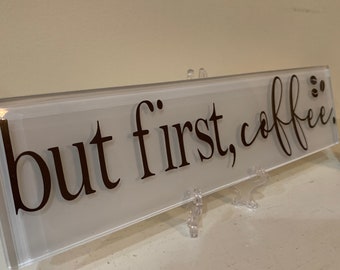 but first, coffee.